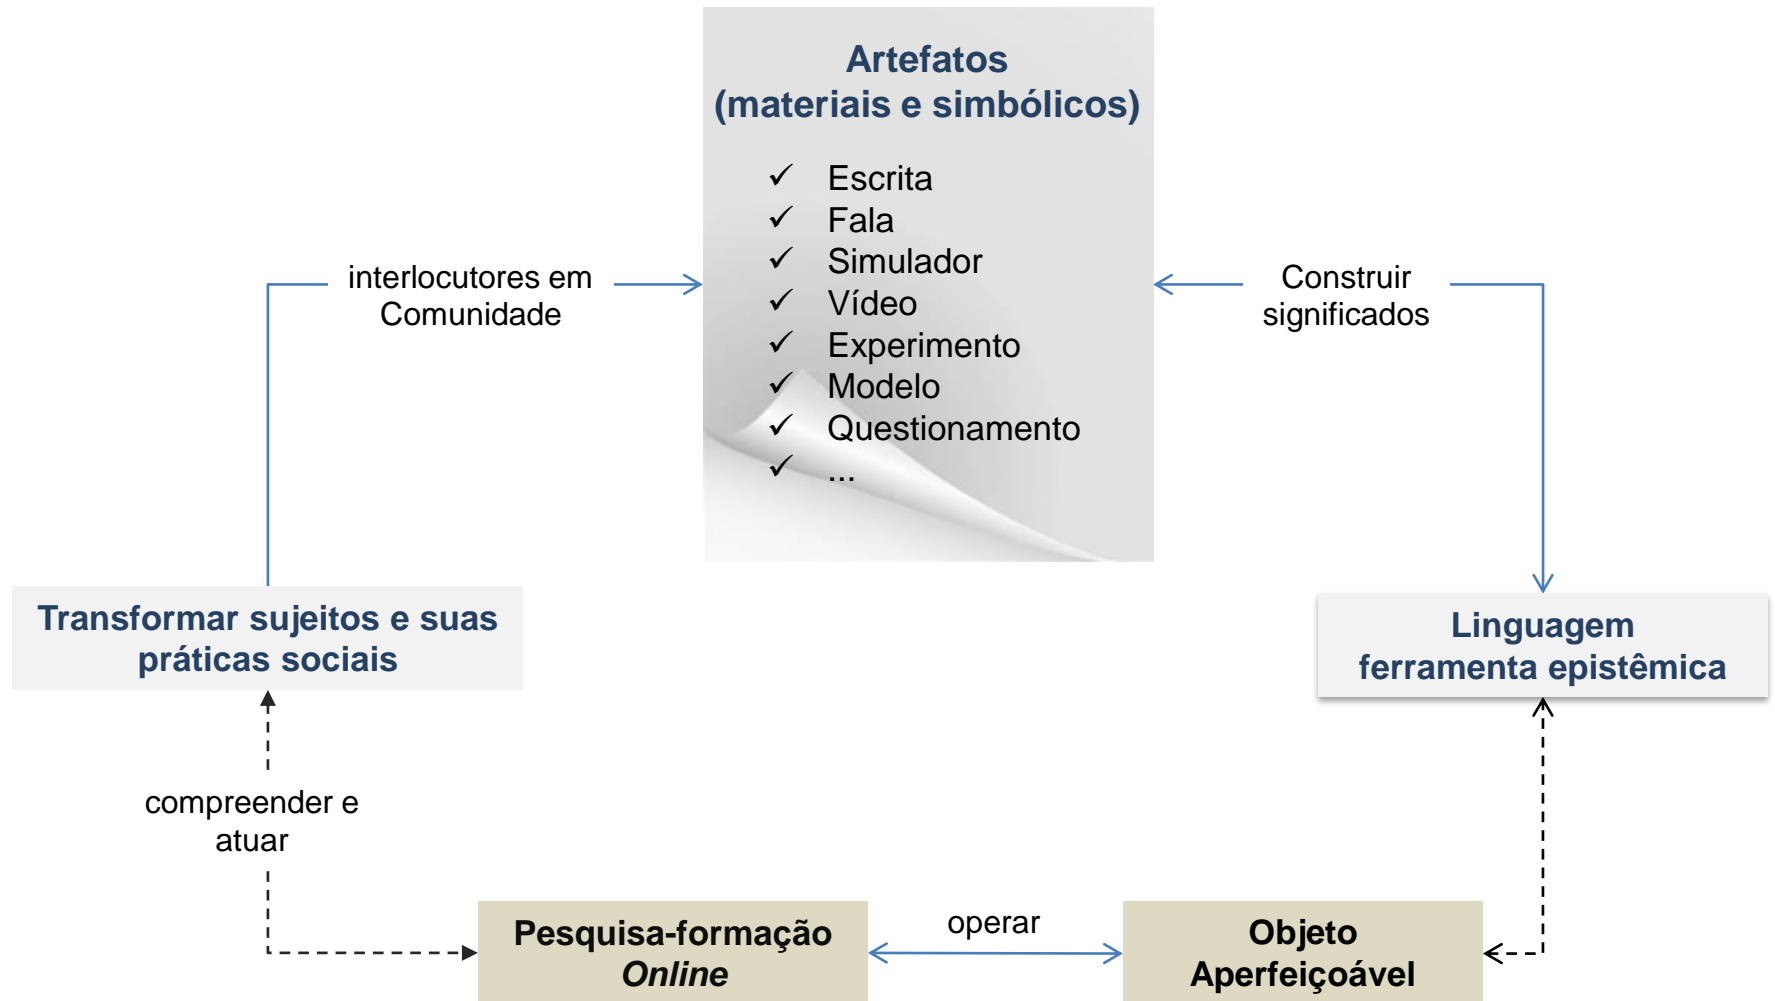 Artefatos
(materiais e simbólicos)
✓ Escrita
✓ Fala
✓ Simulador
✓ Vídeo
✓ Experimento
✓ Modelo
✓ Questionamento
✓ ...
interlocutores em
Comunidade
Construir
significados
Transformar sujeitos e suas
práticas sociais
Linguagem
ferramenta epistêmica
compreender e
atuar
Pesquisa-formação
Online
operar
Objeto
Aperfeiçoável